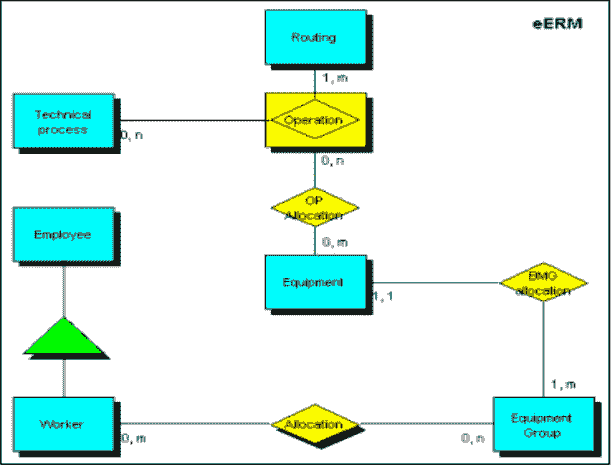 eERM
Routing
1, m
Technical
process
0, n
Operation
0, n
OP
Allocation
0, m
Employee
Equipment
1, 1
BMG
allocation
1, m
Worker
0, m
Allocation
0, n
Equipment
Group